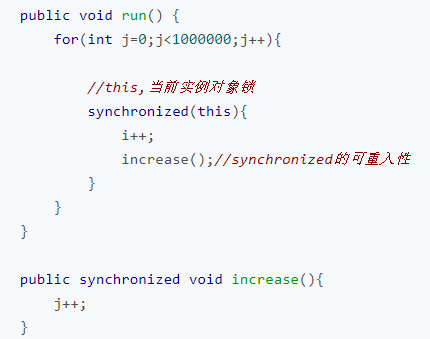 public void run() {
    for(int j=0;j<1000000;j++){

        //this,当前实例对象锁
        synchronized(this){
            i++;
            increase();//synchronized的可重入性
        }
    }
}

public synchronized void increase(){
    j++;
}